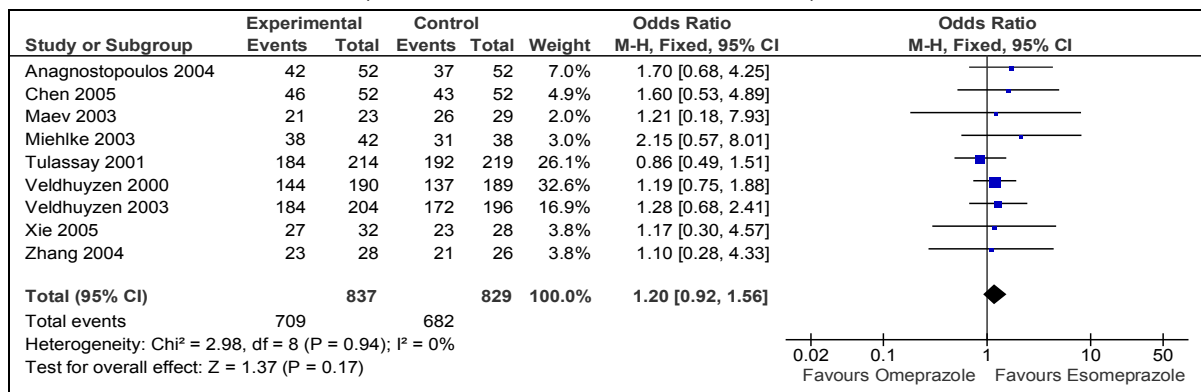 Experimental Control Odds Ratio Odds Ratio
Study or Subgroup Events Total Events Total Weight M-H, Fixed, 95% CI M-H, Fixed, 95% CI
Anagnostopoulos 2004 42 52 37 52 7.0% 1.70 [0.68, 4.25]
Chen 2005 46 52 43 52 4.9% 1.60 [0.53, 4.89]
Maev 2003 21 23 26 29 2.0% 1.21 [0.18, 7.93]
Miehlke 2003 38 42 31 38 3.0% 2.15 [0.57, 8.01]
Tulassay 2001 184 214 192 219 26.1% 0.86 [0.49, 1.51]
Veldhuyzen 2000 144 190 137 189 32.6% 1.19 [0.75, 1.88]
Veldhuyzen 2003 184 204 172 196 16.9% 1.28 [0.68, 2.41]
Xie 2005 27 32 23 28 3.8% 1.17 [0.30, 4.57]
Zhang 2004 23 28 21 26 3.8% 1.10 [0.28, 4.33]
Total (95% CI) 837 829 100.0% 1.20 [0.92, 1.56]
Total events 709 682
Heterogeneity: Chi² = 2.98, df = 8 (P = 0.94); I² = 0%
Test for overall effect: Z = 1.37 (P = 0.17)
0.02 0.1 1 10 50
Favours Omeprazole Favours Esomeprazole